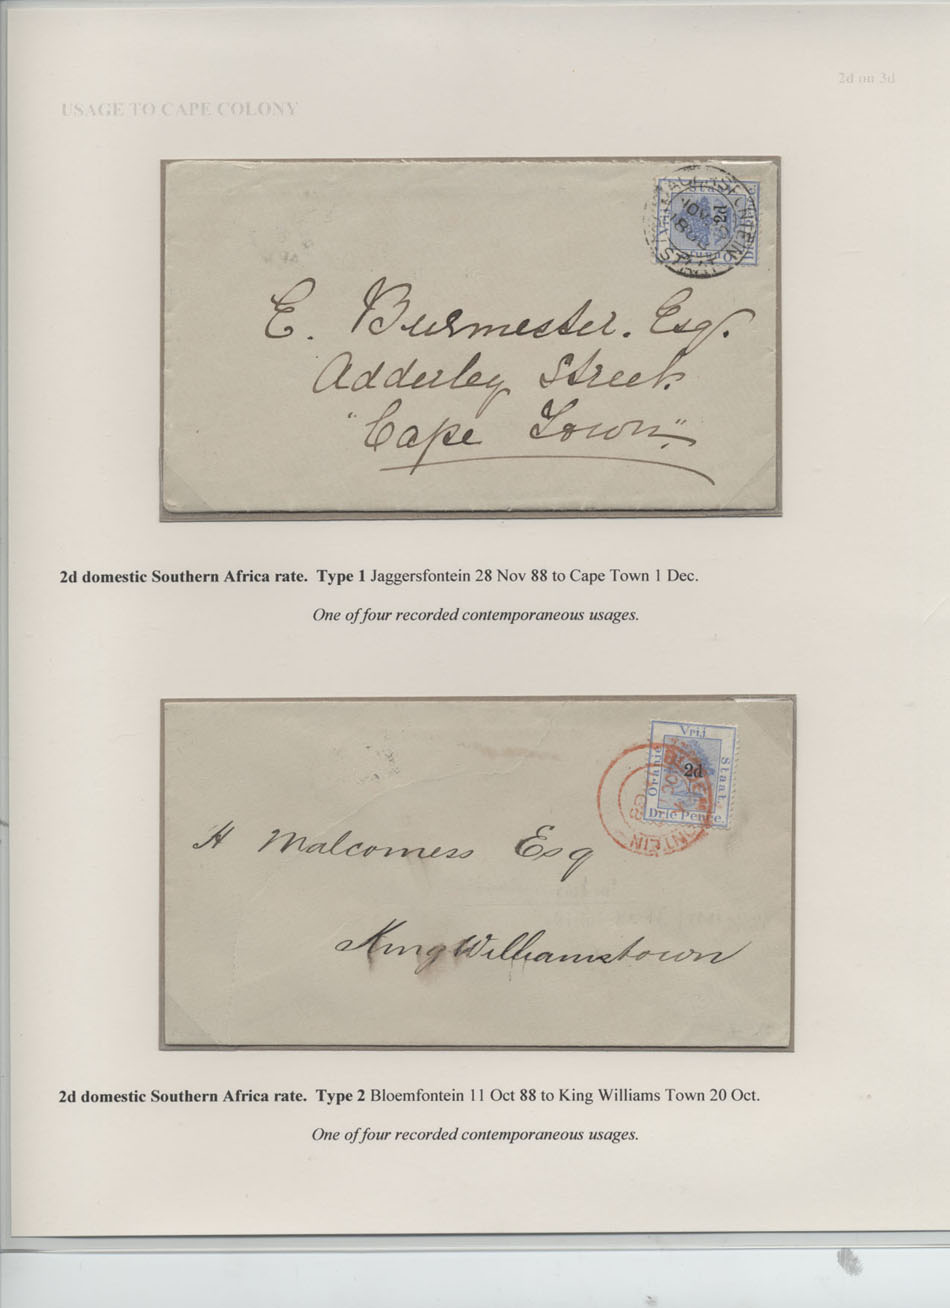 2d on 3d
USAGE TO CAPE COLONY
2d
E. Burmester. Esq.
Adderley Street
"Cape Town".
2d domestic Southern Africa rate. Type 1 Jaggersfontein 28 Nov 88 to Cape Town 1 Dec.
One of four recorded contemporaneous usages.
Vrij
Oranje
Staat.
2d
Drie Pence.
H Malcomess Esq
King Williamstown
2d domestic Southern Africa rate. Type 2 Bloemfontein 11 Oct 88 to King Williams Town 20 Oct.
One of four recorded contemporaneous usages.